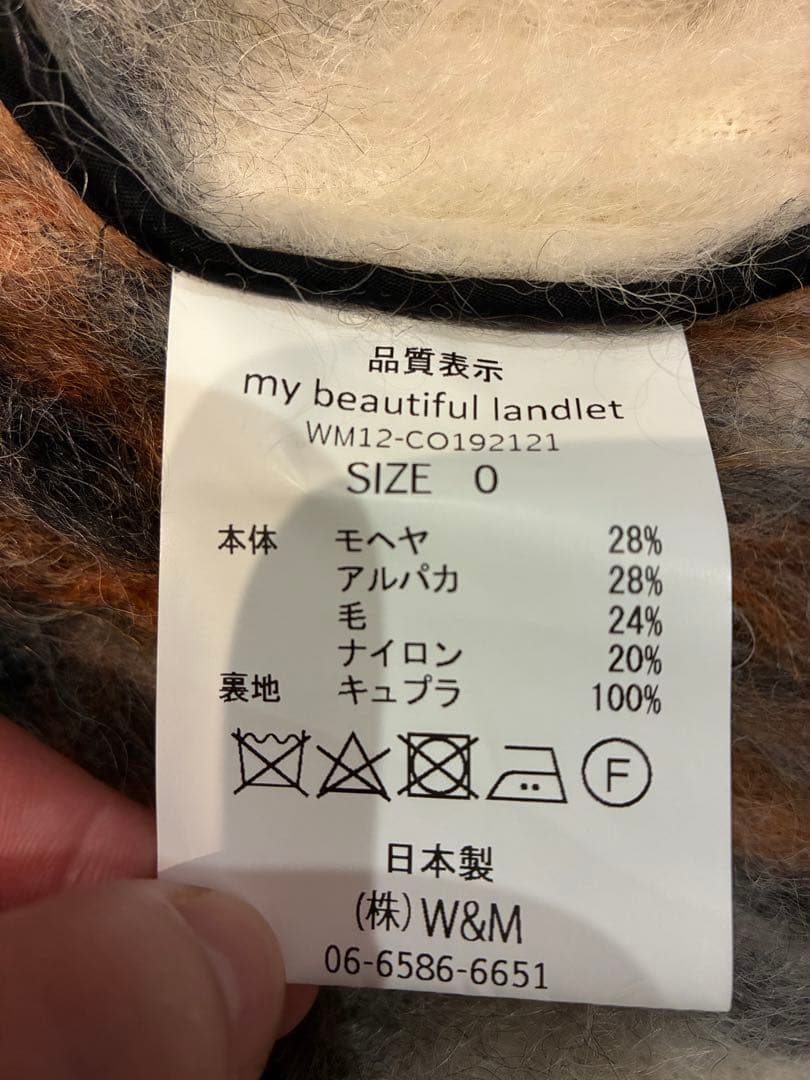 品質表示
my beautiful landlet
WM12-CO192121
SIZE 0
本体 モヘヤ 28%
アルパカ 28%
毛 24%
ナイロン 20%
裏地 キュプラ 100%
F
日本製
(株)W&M
06-6586-6651